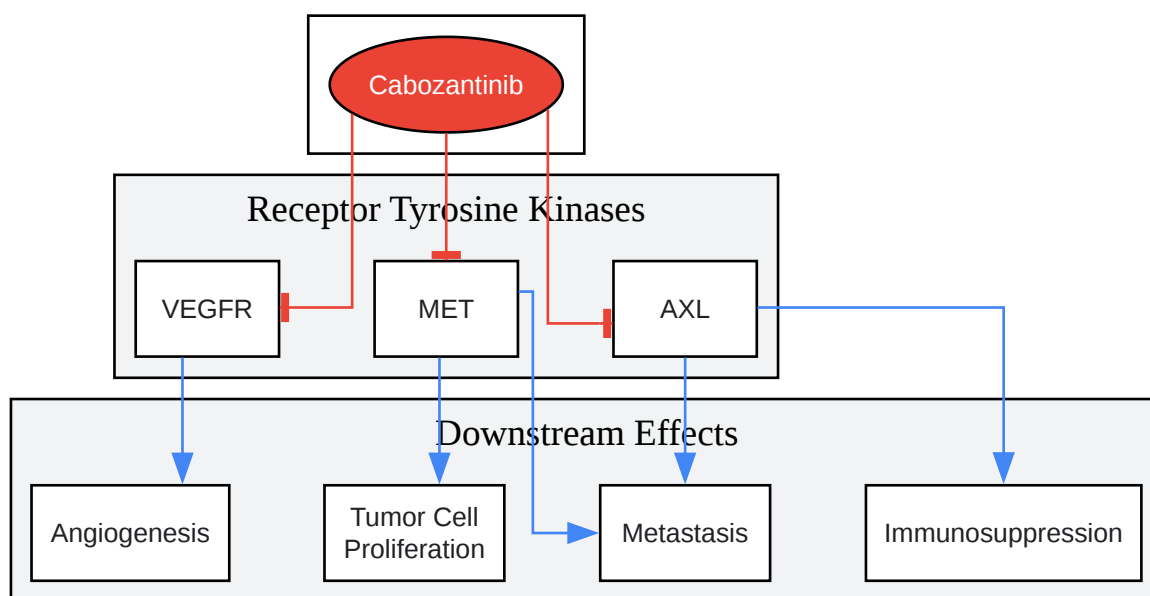 Cabozantinib
Receptor Tyrosine Kinases
VEGFR
MET
AXL
Downstream Effects
Angiogenesis
Tumor Cell
Proliferation
Metastasis
Immunosuppression